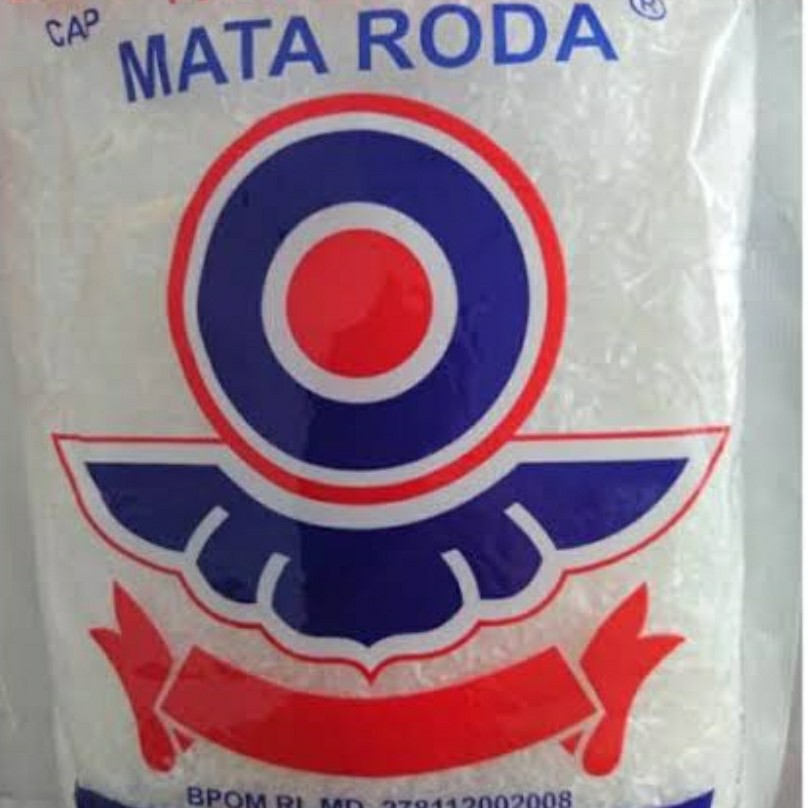 CAP
MATA RODA ®
BPOM RI. MD. 278112002008